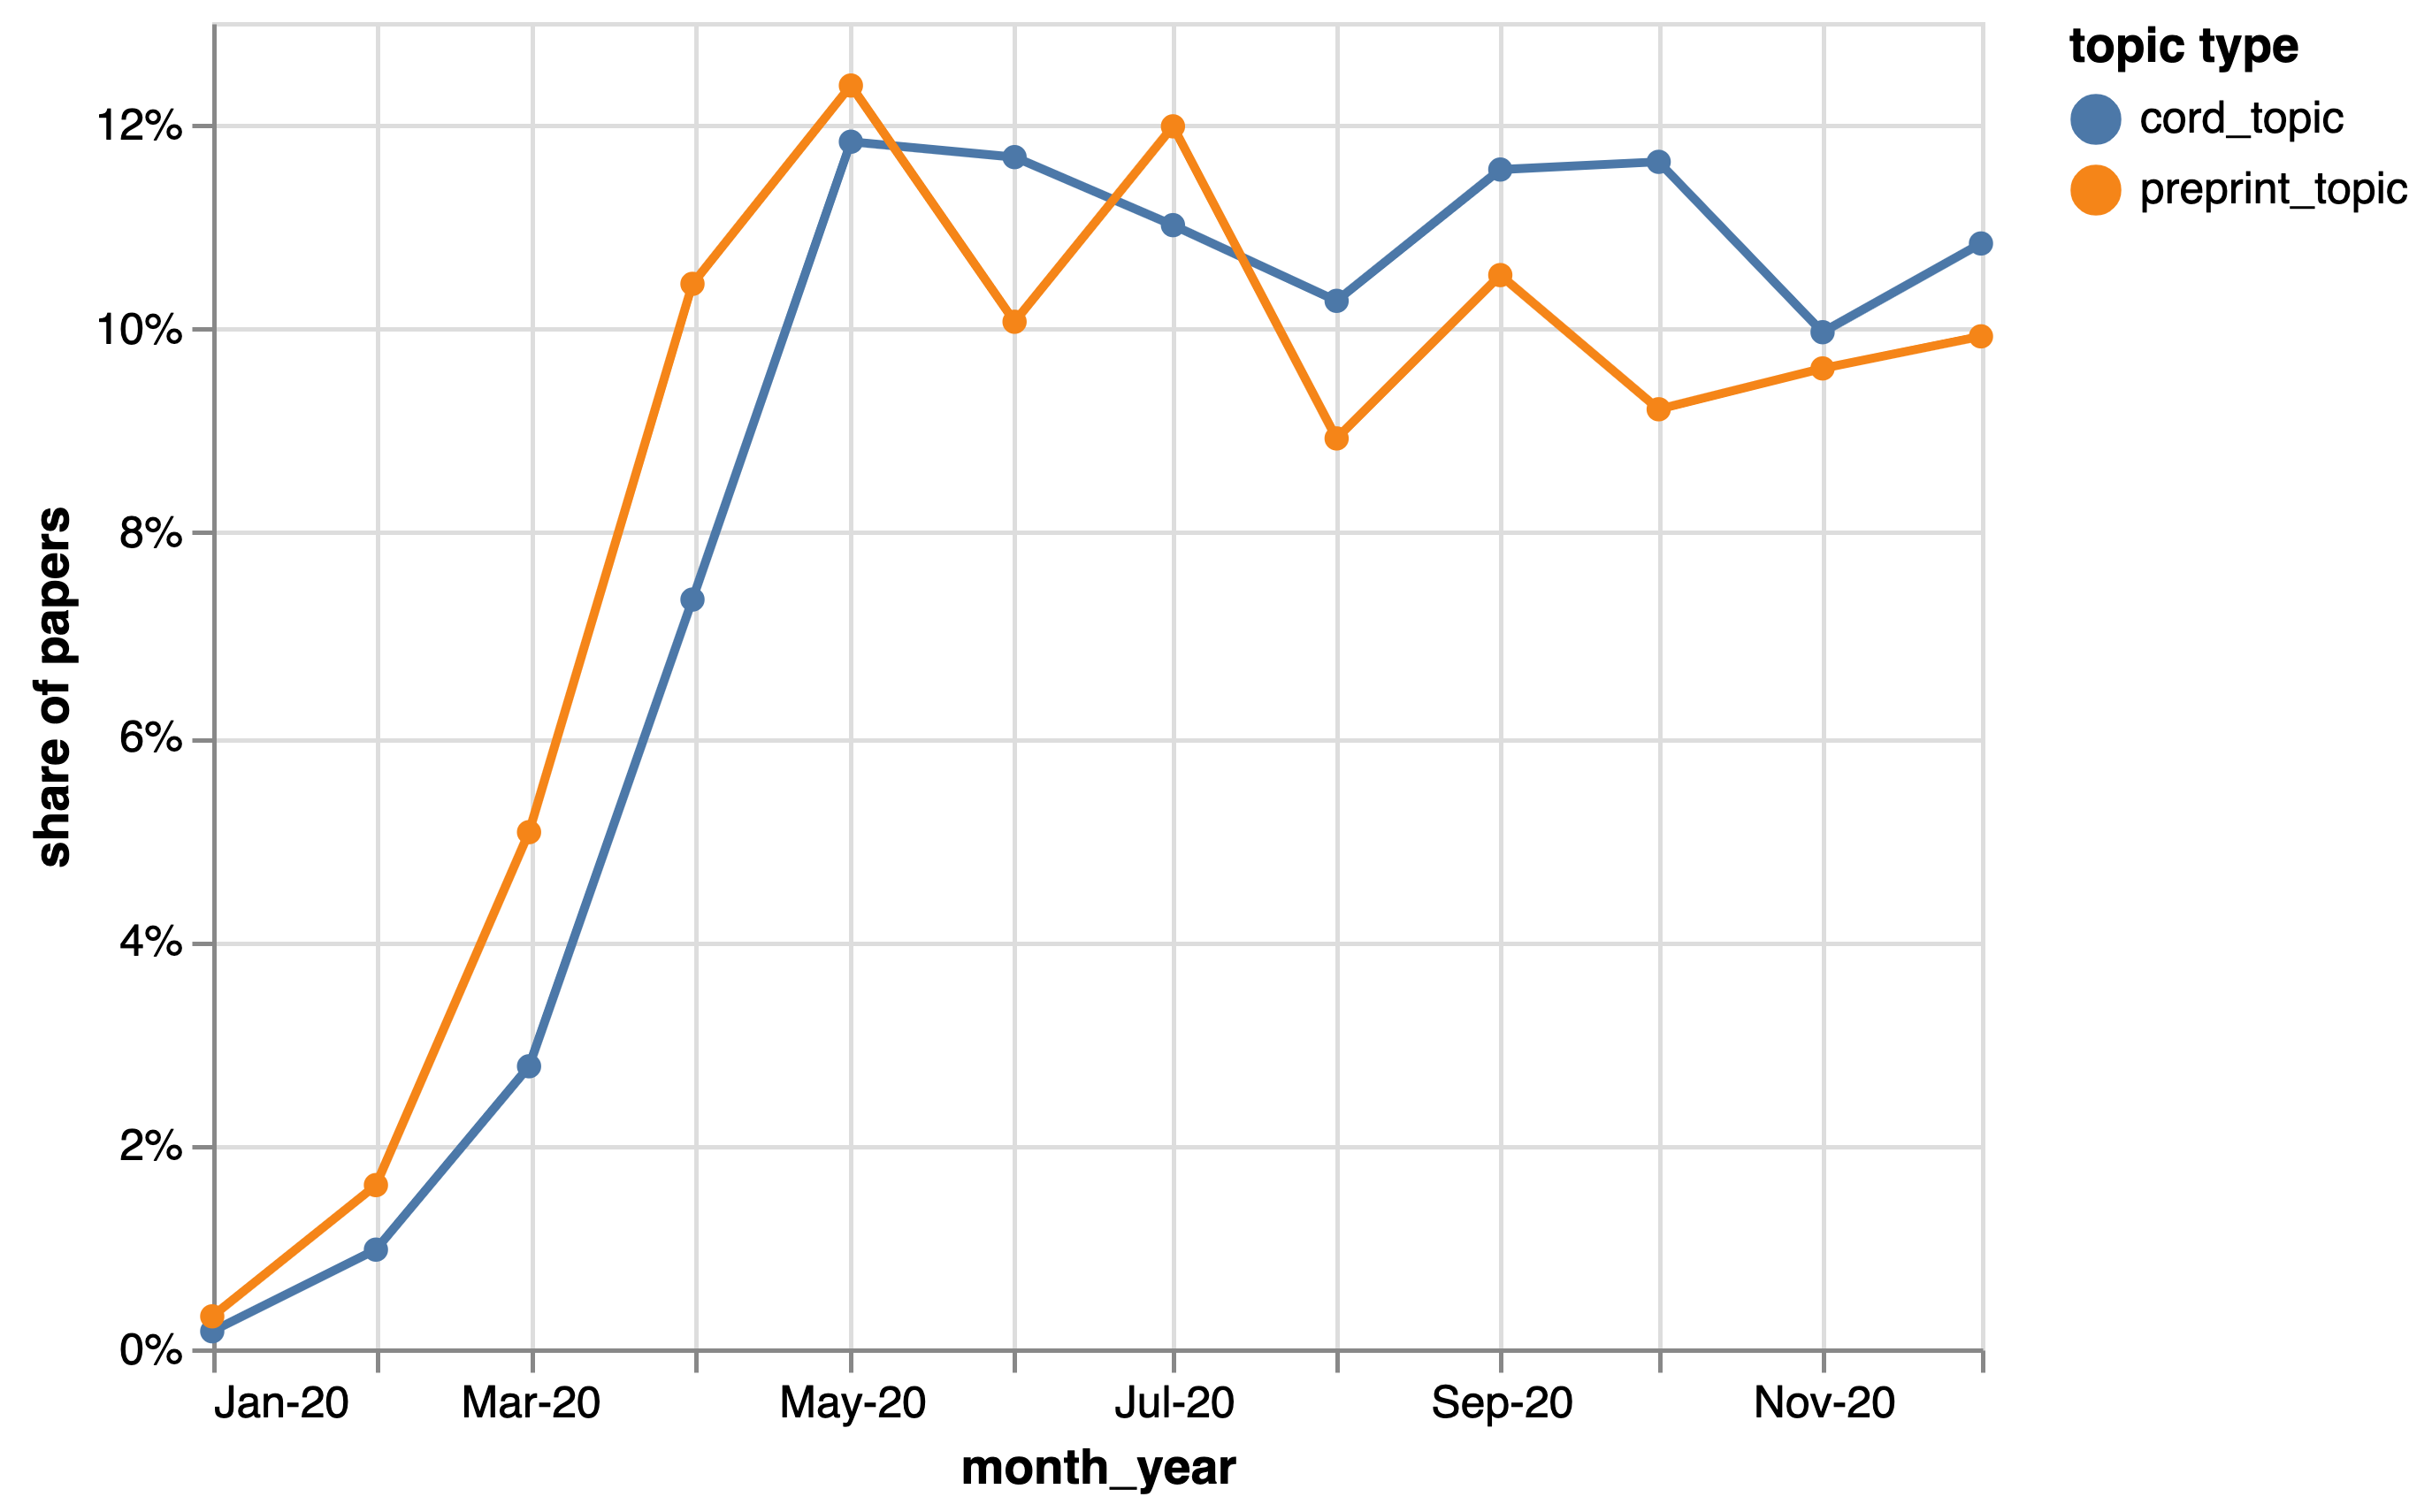 topic type
cord_topic
preprint_topic
12%
10%
8%
6%
4%
2%
0%
share of papers
Jan-20 Mar-20 May-20 Jul-20 Sep-20 Nov-20
month_year